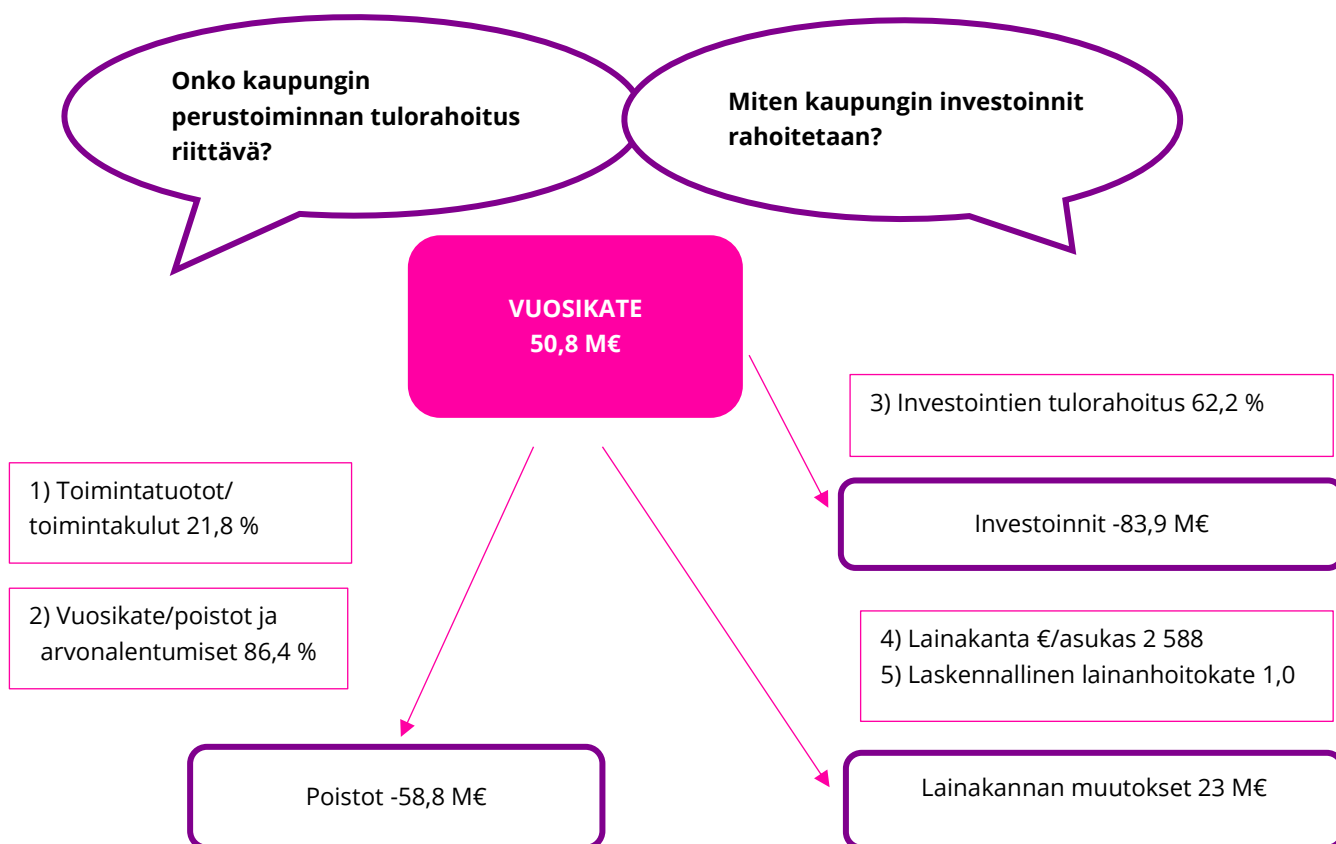 Onko kaupungin
perustoiminnan tulorahoitus
riittävä?
Miten kaupungin investoinnit
rahoitetaan?
VUOSIKATE
50,8 M€
3) Investointien tulorahoitus 62,2 %
1) Toimintatuotot/
toimintakulut 21,8 %
Investoinnit -83,9 M€
2) Vuosikate/poistot ja
arvonalentumiset 86,4 %
4) Lainakanta €/asukas 2 588
5) Laskennallinen lainanhoitokate 1,0
Poistot -58,8 M€
Lainakannan muutokset 23 M€